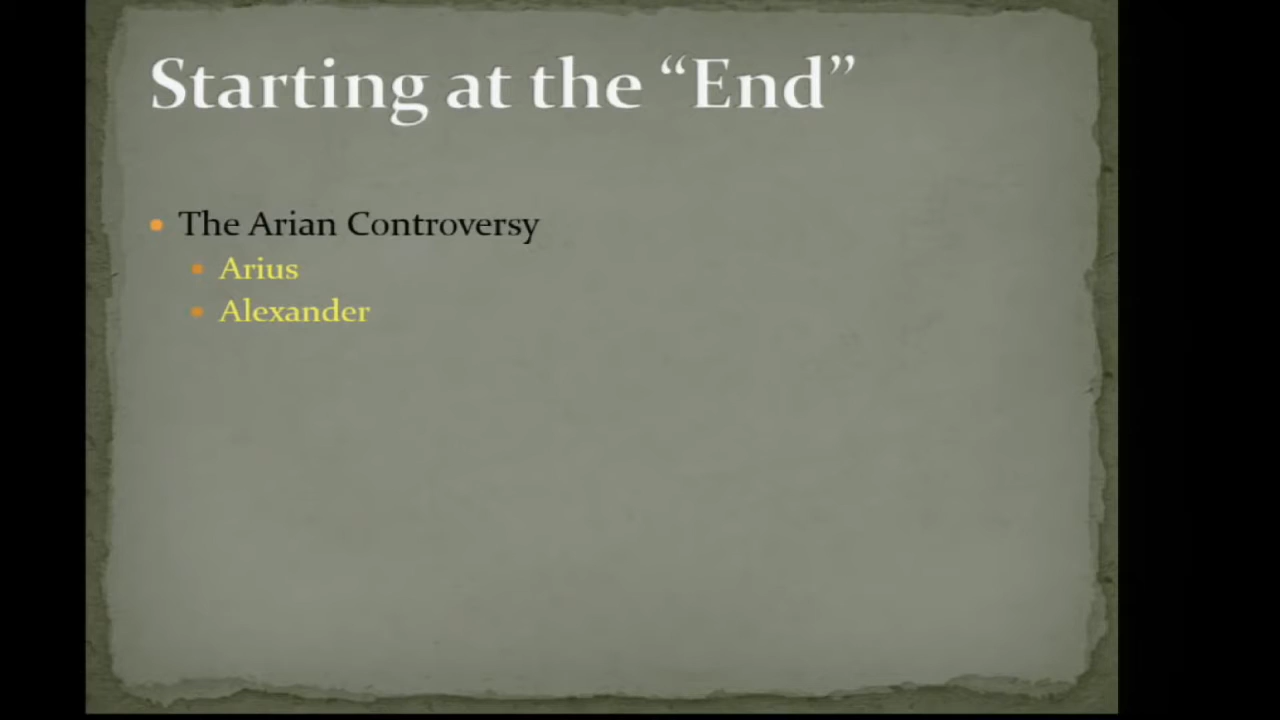 Starting at the “End”
• The Arian Controversy
• Arius
• Alexander